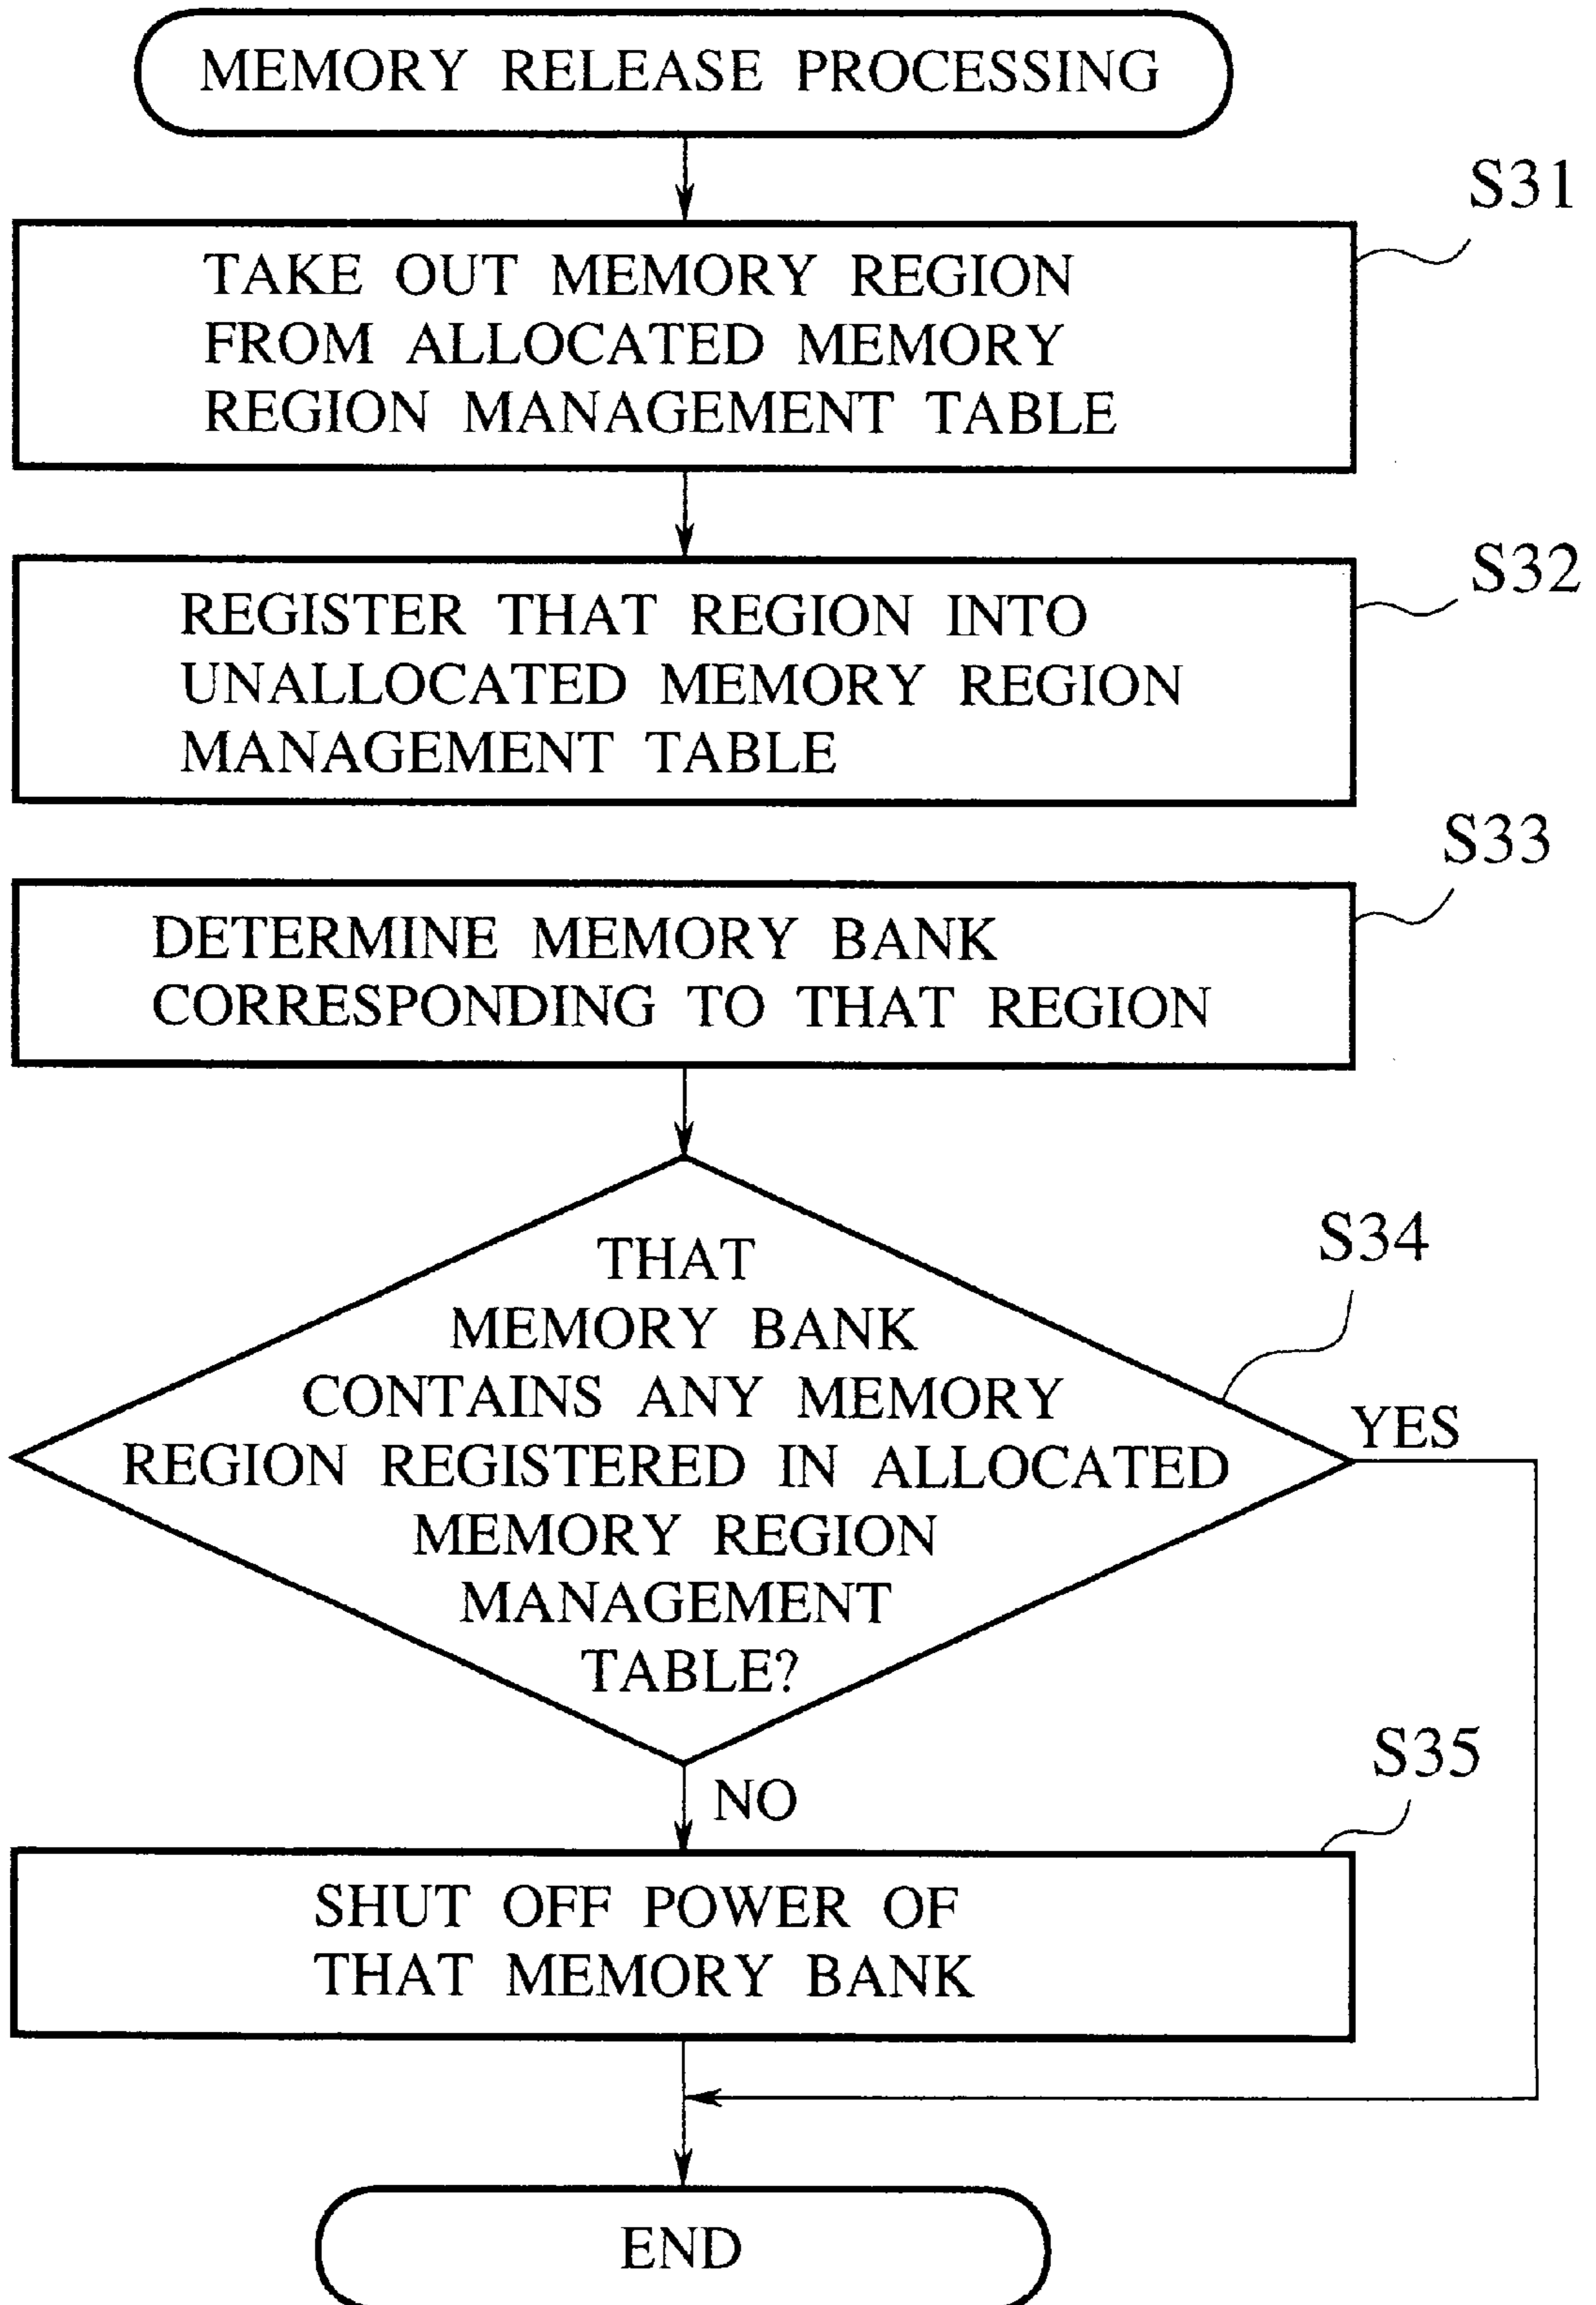 MEMORY RELEASE PROCESSING
S31
TAKE OUT MEMORY REGION
FROM ALLOCATED MEMORY
REGION MANAGEMENT TABLE
S32
REGISTER THAT REGION INTO
UNALLOCATED MEMORY REGION
MANAGEMENT TABLE
S33
DETERMINE MEMORY BANK
CORRESPONDING TO THAT REGION
S34
THAT
MEMORY BANK
CONTAINS ANY MEMORY
REGION REGISTERED IN ALLOCATED
MEMORY REGION
MANAGEMENT
TABLE?
YES
NO
S35
SHUT OFF POWER OF
THAT MEMORY BANK
END